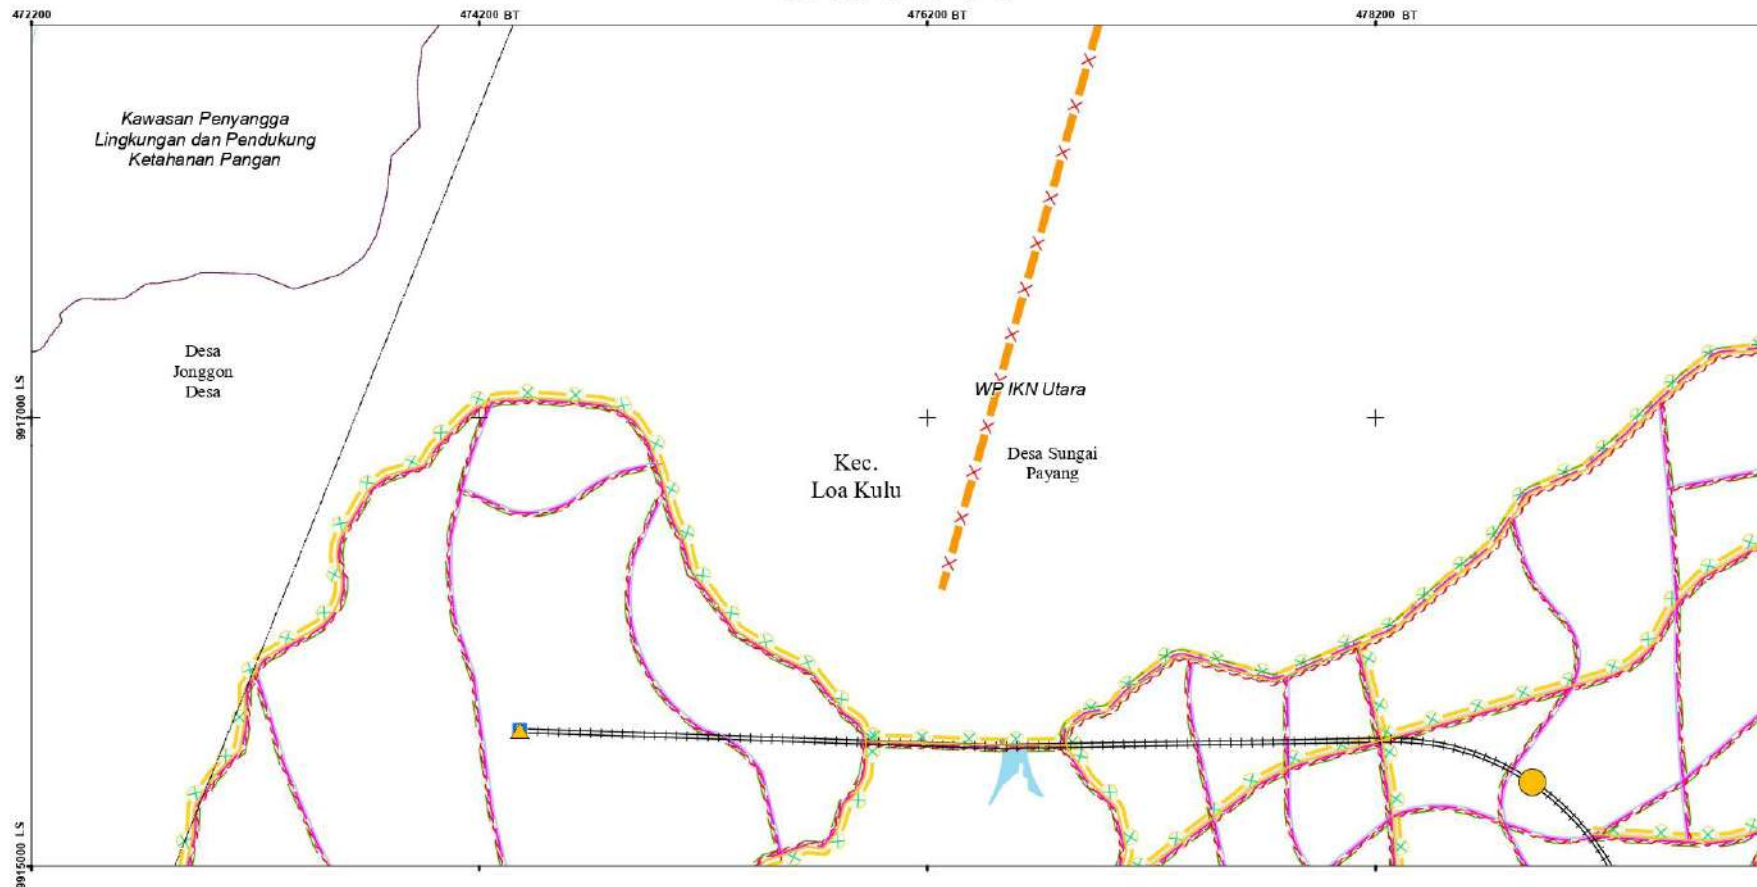 472200
474200 BT
476200 BT
478200 BT
Kawasan Penyangga
Lingkungan dan Pendukung
Ketahanan Pangan
Desa
Jonggon
Desa
9917000 LS
WP IKN Utara
Kec.
Loa Kulu
Desa Sungai
Payang
9915000 LS